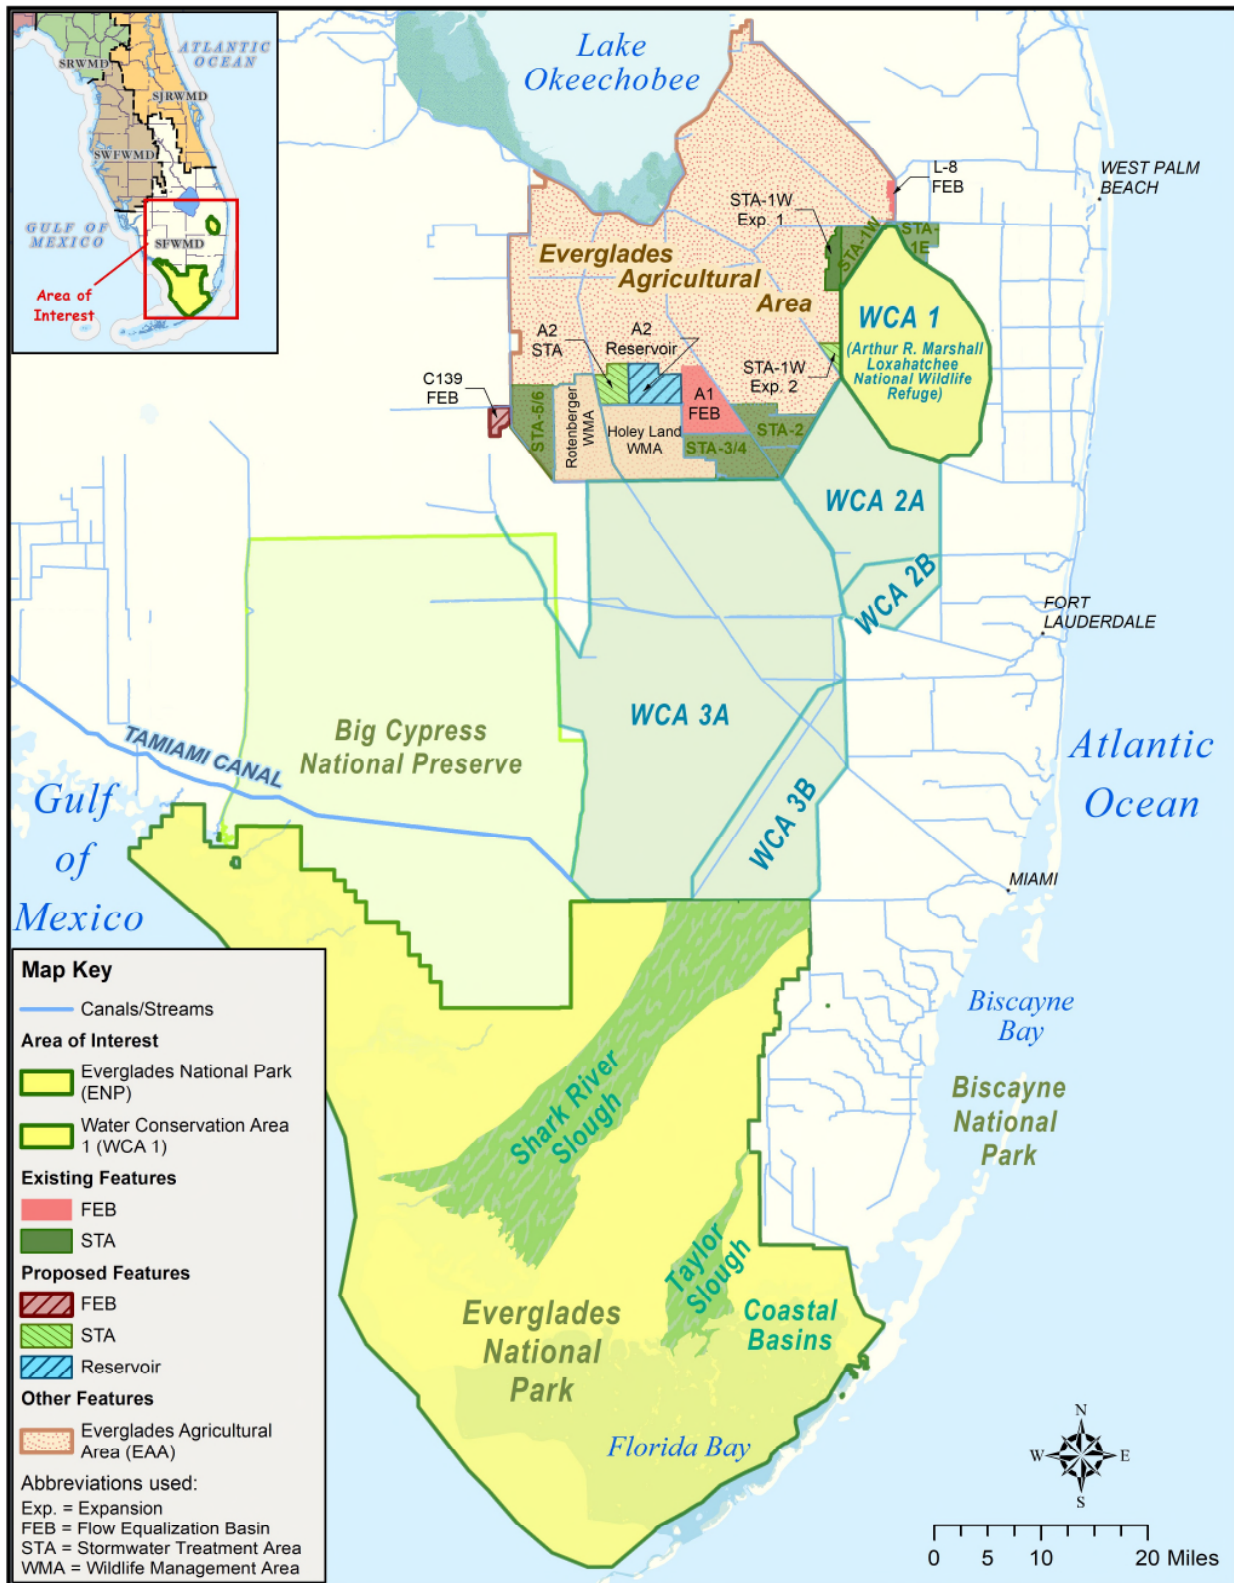 ATLANTIC
OCEAN
SRWMD
SJRWMD
SWFWMD
GULF OF
MEXICO
SFWMD
Area of
Interest
Lake
Okeechobee
L-8
FEB
WEST PALM
BEACH
STA-1W
Exp. 1
STA-1W
STA-
1E
Everglades
Agricultural
Area
WCA 1
(Arthur R. Marshall
Loxahatchee
National Wildlife
Refuge)
A2
STA
A2
Reservoir
STA-1W
Exp. 2
C139
FEB
A1
FEB
STA-5/6
Rotenberger
WMA
Holey Land
WMA
STA-2
STA-3/4
WCA 2A
WCA 2B
FORT
LAUDERDALE
WCA 3A
Big Cypress
National Preserve
TAMIAMI CANAL
WCA 3B
Atlantic
Ocean
Gulf
of
Mexico
MIAMI
Biscayne
Bay
Biscayne
National
Park
Shark River
Slough
Taylor
Slough
Coastal
Basins
Everglades
National
Park
Florida Bay
Map Key
Canals/Streams
Area of Interest
Everglades National Park
(ENP)
Water Conservation Area
1 (WCA 1)
Existing Features
FEB
STA
Proposed Features
FEB
STA
Reservoir
Other Features
Everglades Agricultural
Area (EAA)
Abbreviations used:
Exp. = Expansion
FEB = Flow Equalization Basin
STA = Stormwater Treatment Area
WMA = Wildlife Management Area
N
W
E
S
0 5 10 20 Miles